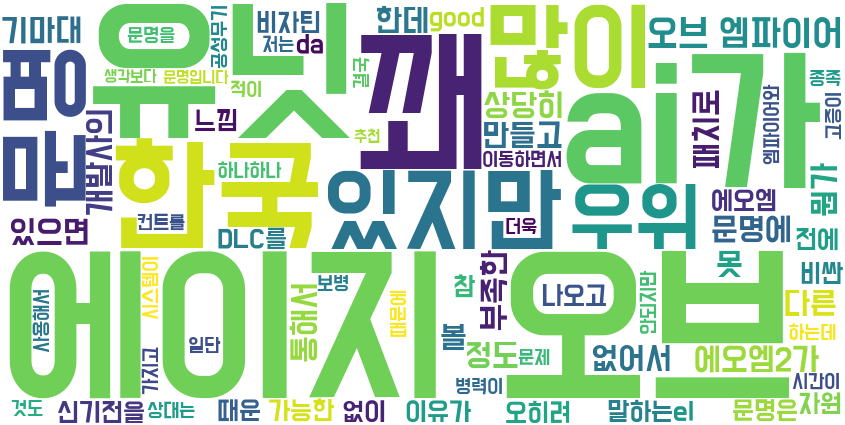 기마대
문명을
공성무기
비자틴
저는
da
한데
good
많이
오브 엠파이어
생각보다
문명입니다
유닛
적이
결국
꽤
ai가
종족
병
느낌
상당히
패치로
엠파이어와
고증이
만
개발사의
한국
하나하나
추천
만들고
이동하면서
있지만
우위
에오엠
뭔가
있으면
컨트를
DLC를
더욱
문명에
전에
에이지
오브
사용해서
시스템이
보병
통해서
때문에
참
부족한
나오고
못
비싼
안되지만
다른
가지고
일단
볼
정도
문제
없어서
에오엠2가
하는데
병력이
시간이
것도
신기전을
상대는
때운
가능한
없이
이유가
오히려
말하는el
문명은
자원